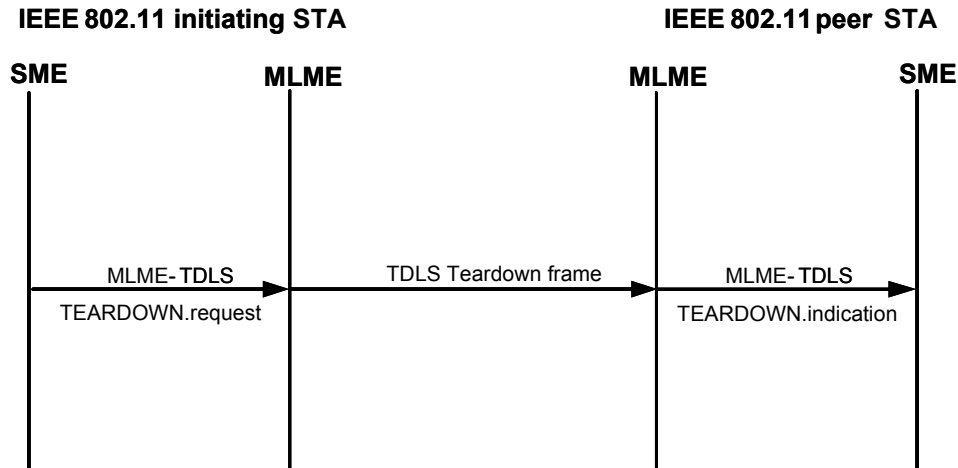 IEEE 802.11 initiating STA
IEEE 802.11 peer STA
SME
MLME
MLME
SME
MLME-TDLS
TEARDOWN.request
TDLS Teardown frame
MLME-TDLS
TEARDOWN.indication